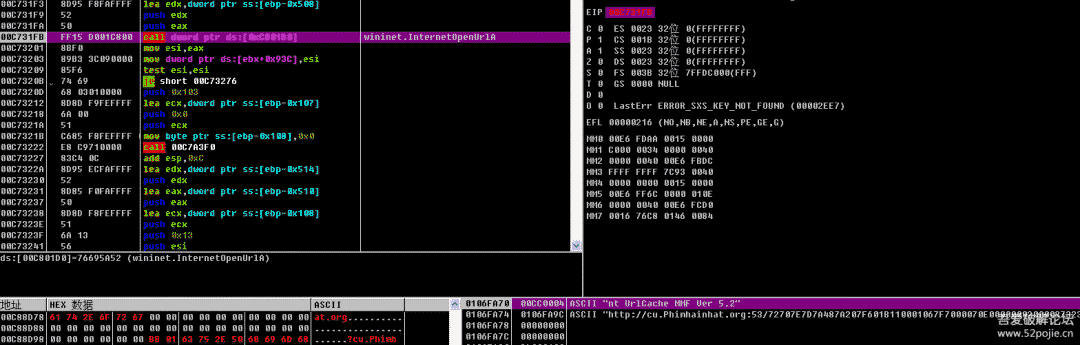 00C731F3 8D95 F8FAFFFF lea edx,dword ptr ss:[ebp-0x508]
00C731F9 52 push edx
00C731FA 50 push eax
00C731FB FF15 D001C800 call dword ptr ds:[0xC801D0] wininet.InternetOpenUrlA
00C73201 8BF0 mov esi,eax
00C73203 89B3 3C090000 mov dword ptr ds:[ebx+0x93C],esi
00C73209 85F6 test esi,esi
00C7320B 74 69 je short 00C73276
00C7320D 68 03010000 push 0x103
00C73212 8D8D F9FEFFFF lea ecx,dword ptr ss:[ebp-0x107]
00C73218 6A 00 push 0x0
00C7321A 51 push ecx
00C7321B C685 F8FEFFFF mov byte ptr ss:[ebp-0x108],0x0
00C73222 E8 C9710000 call 00C7A3F0
00C73227 83C4 0C add esp,0xC
00C7322A 8D95 ECFAFFFF lea edx,dword ptr ss:[ebp-0x514]
00C73230 52 push edx
00C73231 8D85 F0FAFFFF lea eax,dword ptr ss:[ebp-0x510]
00C73237 50 push eax
00C73238 8D8D F8FEFFFF lea ecx,dword ptr ss:[ebp-0x108]
00C7323E 51 push ecx
00C7323F 6A 13 push 0x13
00C73241 56 push esi
ds:[00C801D0]=76695A52 (wininet.InternetOpenUrlA)
EIP
C 0 ES 0023 32位 0(FFFFFFFF)
P 1 CS 001B 32位 0(FFFFFFFF)
A 1 SS 0023 32位 0(FFFFFFFF)
Z 0 DS 0023 32位 0(FFFFFFFF)
S 0 FS 003B 32位 7FFDC000(FFF)
T 0 GS 0000 NULL
D 0
O 0 LastErr ERROR_SXS_KEY_NOT_FOUND (000036B7)
EFL 00000216 (NO,NB,NE,A,NS,PE,GE,G)
MM0 00E6 FDAA 0015 0000
MM1 C000 0034 0000 0040
MM2 0000 0040 00E6 FBDC
MM3 FFFF FFFF 7C93 0040
MM4 0000 0000 0015 0000
MM5 00E6 FF6C 0000 010E
MM6 0000 0040 00E6 FCD0
MM7 0016 76C8 0146 0084
地址 HEX 数据 ASCII
00C88D78 61 74 2E 6F 72 67 00 00 00 00 00 00 00 00 00 00 at.org..........
00C88D88 00 00 00 00 00 00 00 00 00 00 00 00 00 00 00 00 ................
00C88D98 00 00 00 00 00 00 BB 01 63 75 2E 50 68 69 6D 68 ......?cu.Phimh
0106FA70 00CC0004 ASCII "nt UrlCache MMF Ver 5.2"
0106FA74 0106FA9C ASCII "http://cu.Phimhainhat.org:53/
0106FA78 00000000
0106FA7C 00000000
吾爱破解论坛
www.52pojie.cn